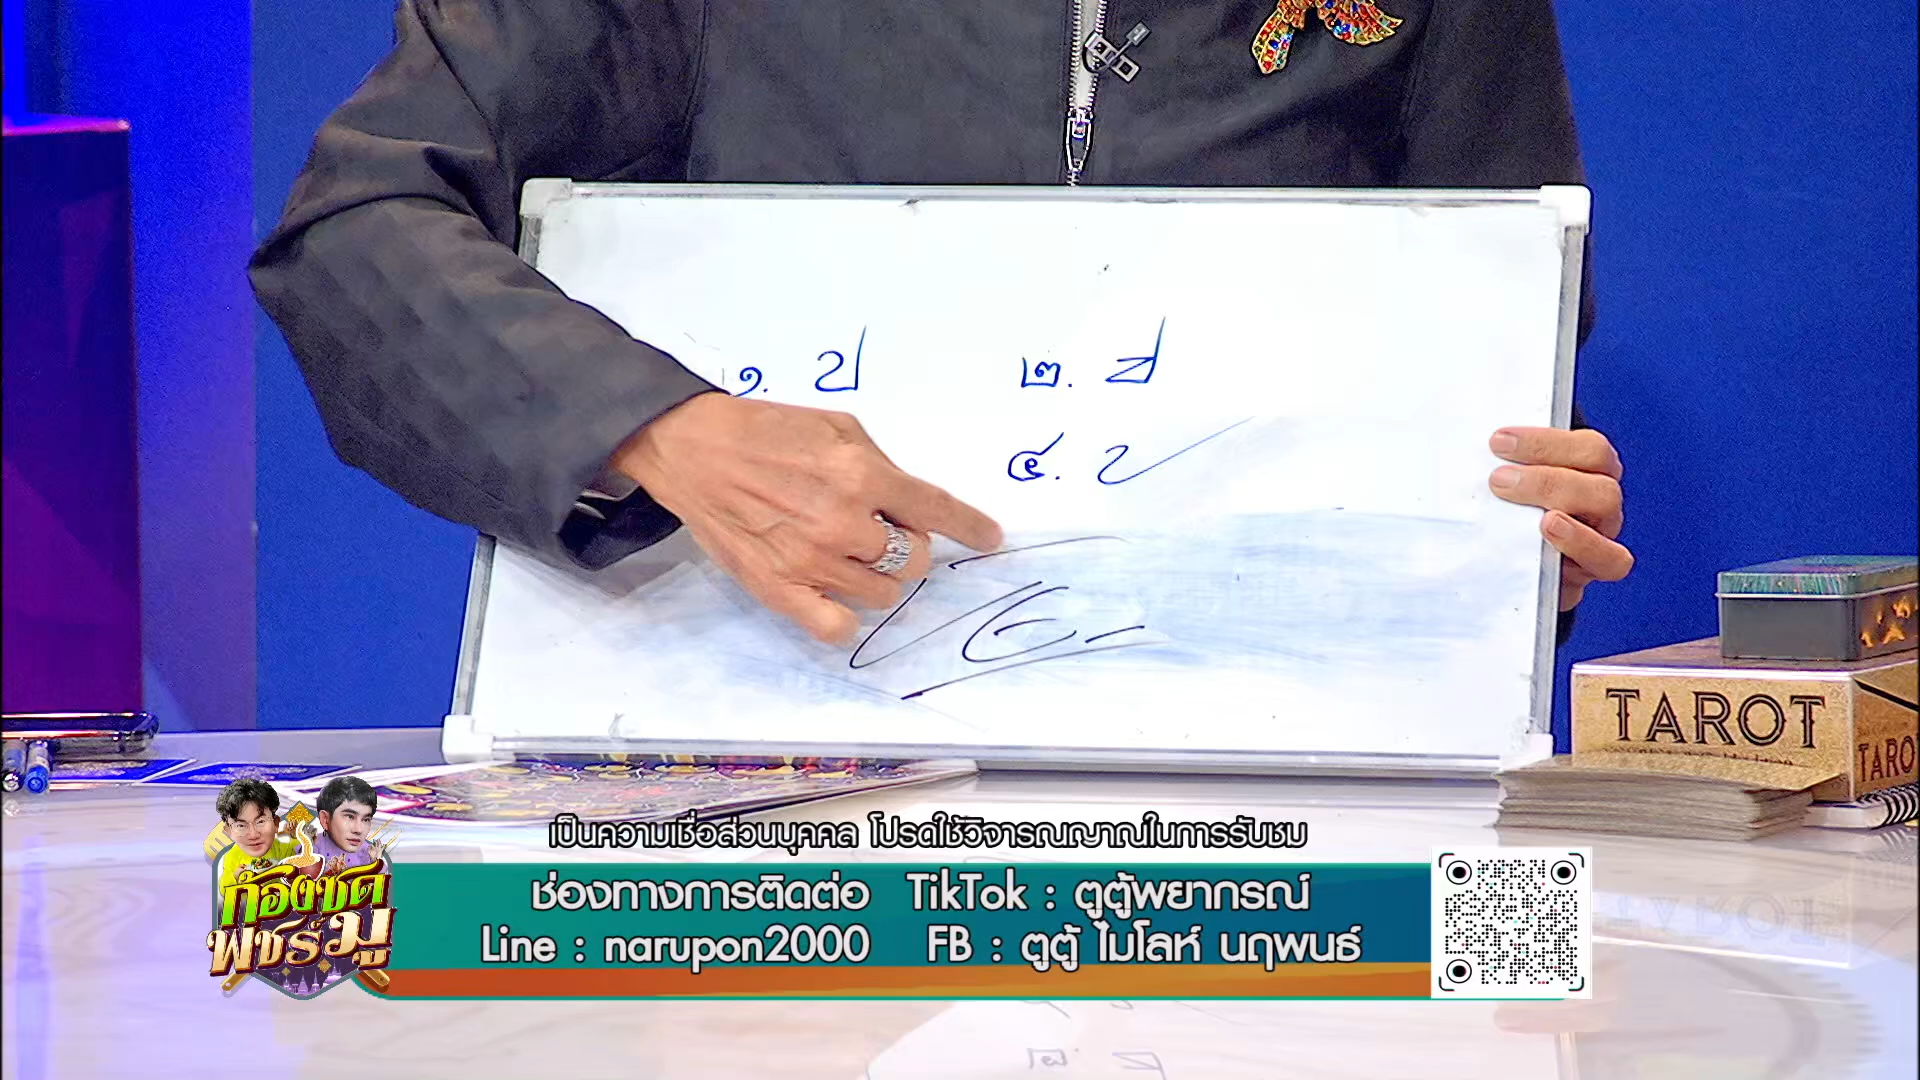 ๑. ป ๒. ส
๔. ป
TAROT
TARO
เป็นความเชื่อส่วนบุคคล โปรดใช้วิจารณญาณในการรับชม
ก้องชด
พชร์มู
ช่องทางการติดต่อ TikTok : ตูตู้พยากรณ์
Line : narupon2000 FB : ตูตู้ ไมโลห์ นฤพนธ์